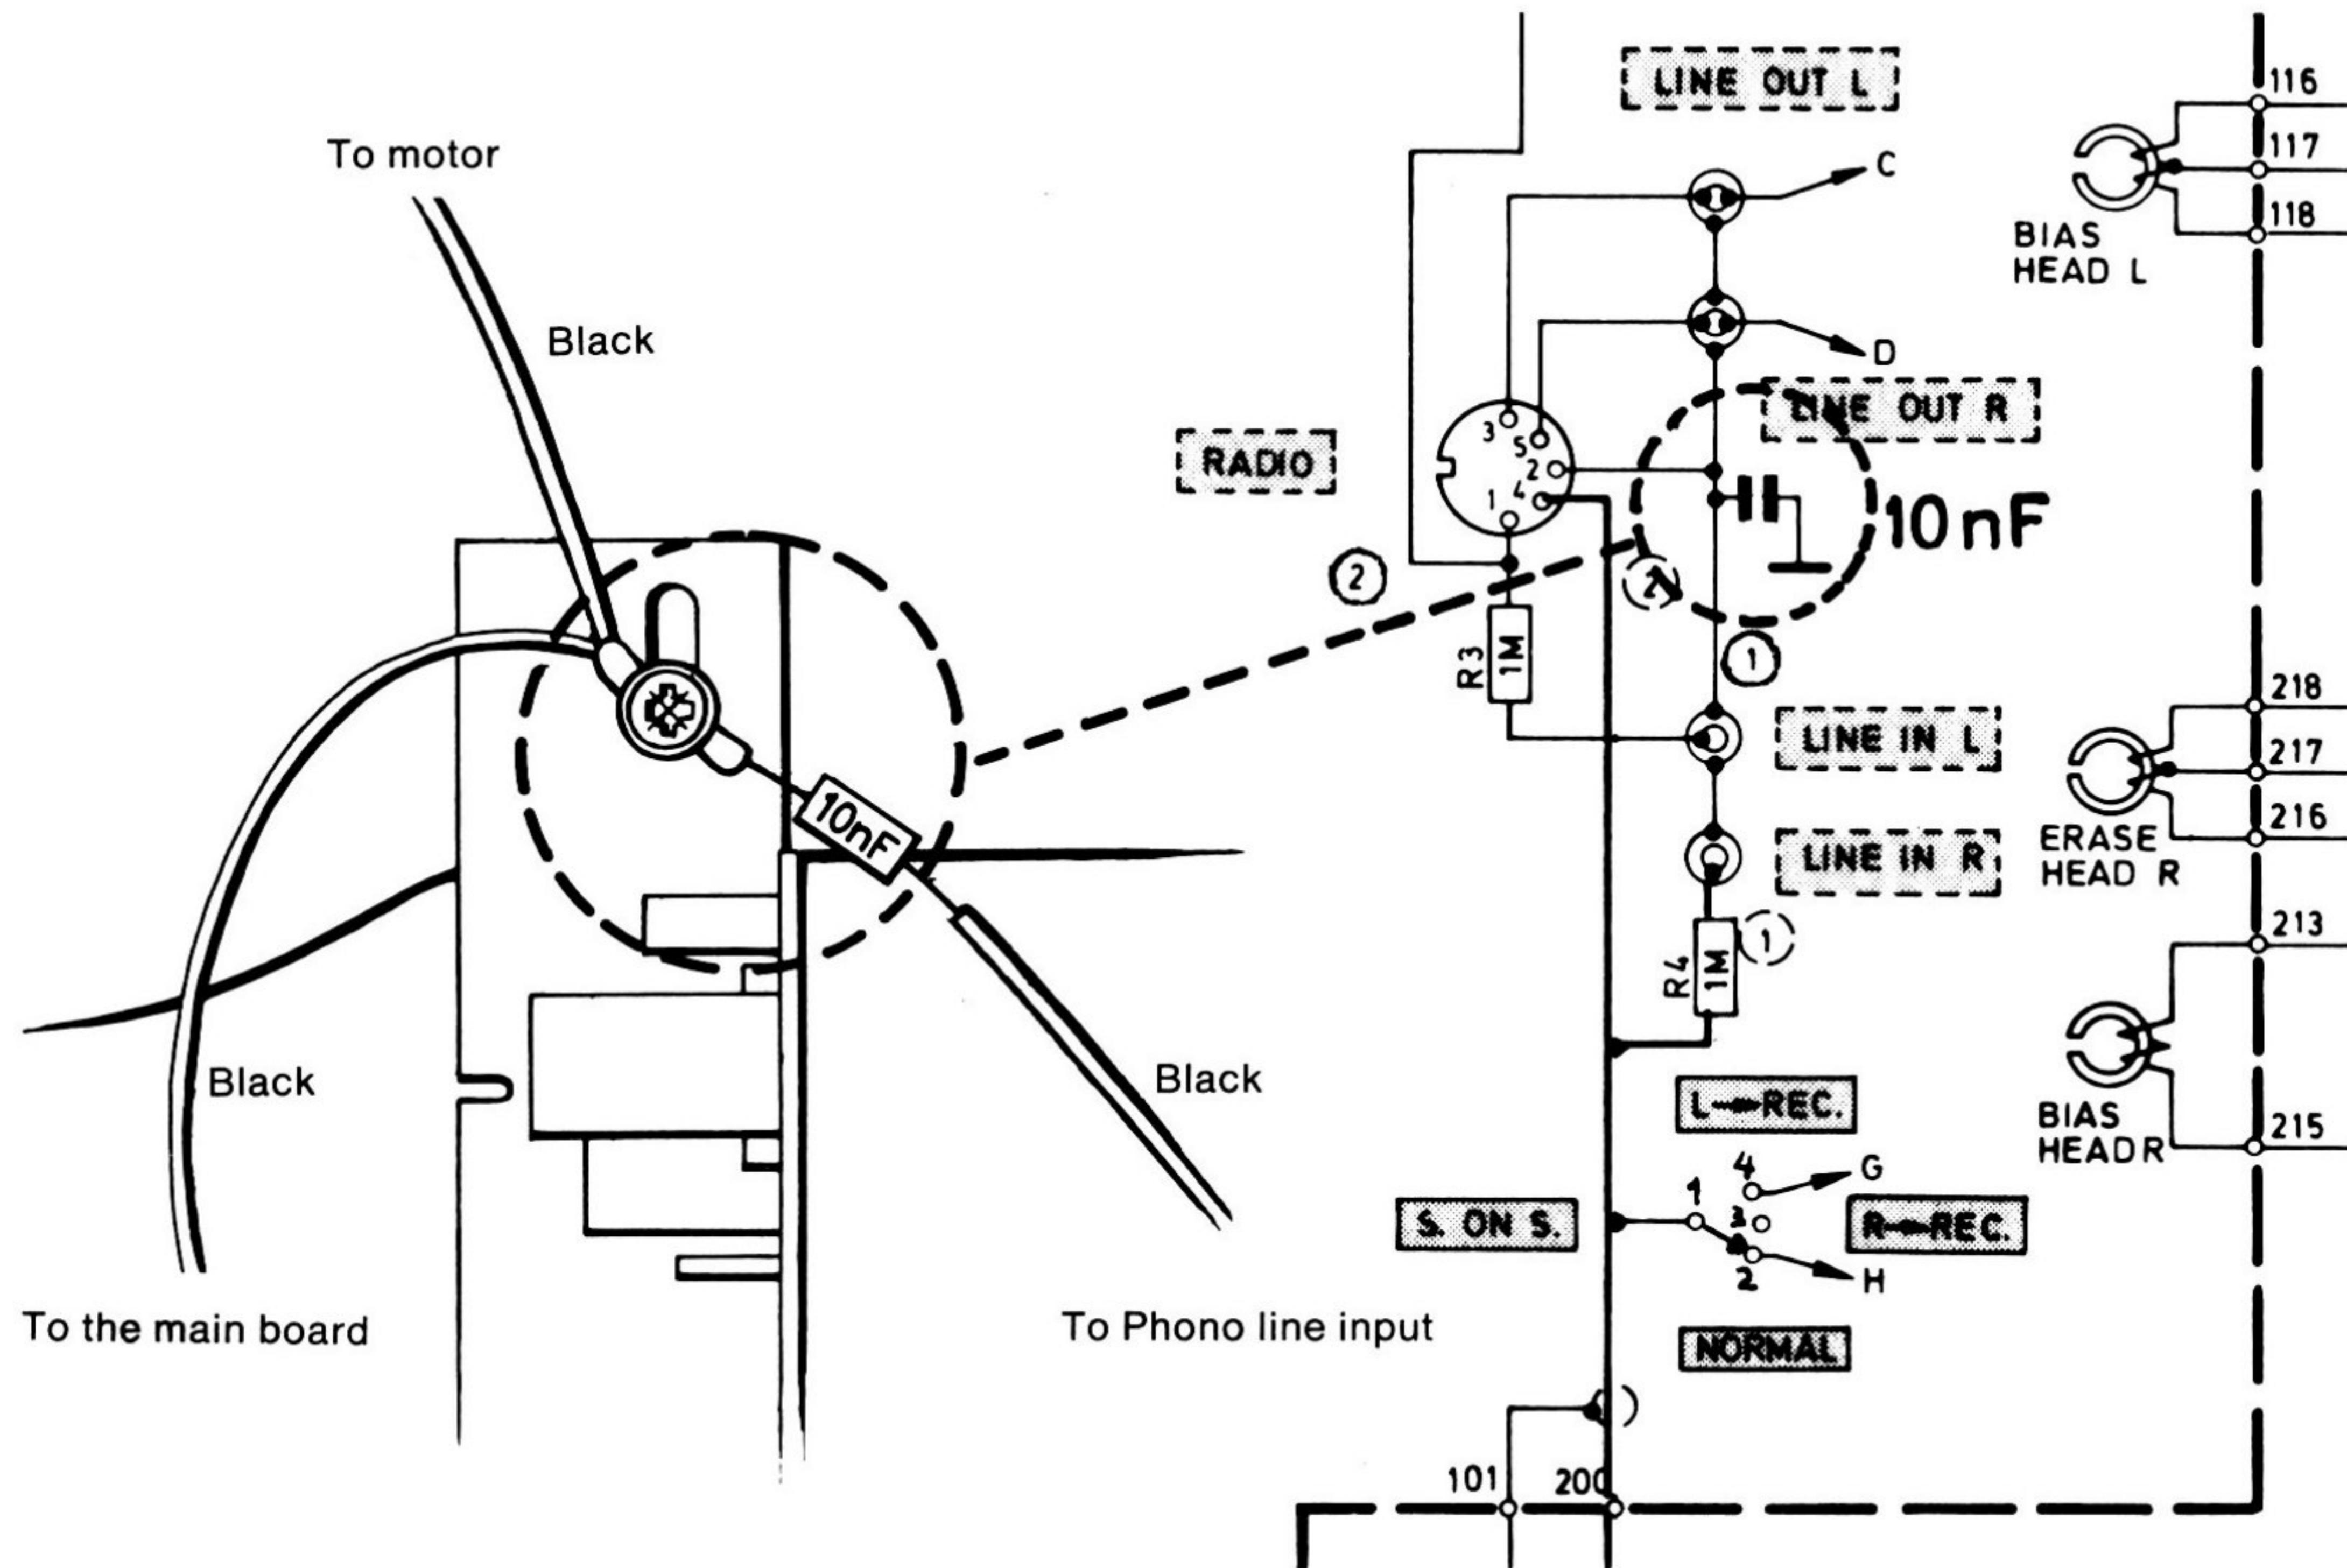 To motor
Black
10nF
Black
Black
To the main board
To Phono line input
LINE OUT L
C
D
LINE OUT R
RADIO
3
5
2
4
1
10nF
2
2
R3
1M
1
LINE IN L
LINE IN R
R4
1M
1
L→REC.
4
G
1
3
S. ON S.
R→REC.
2
H
NORMAL
101
200
116
117
118
BIAS
HEAD L
218
217
216
ERASE
HEAD R
213
BIAS
HEAD R
215